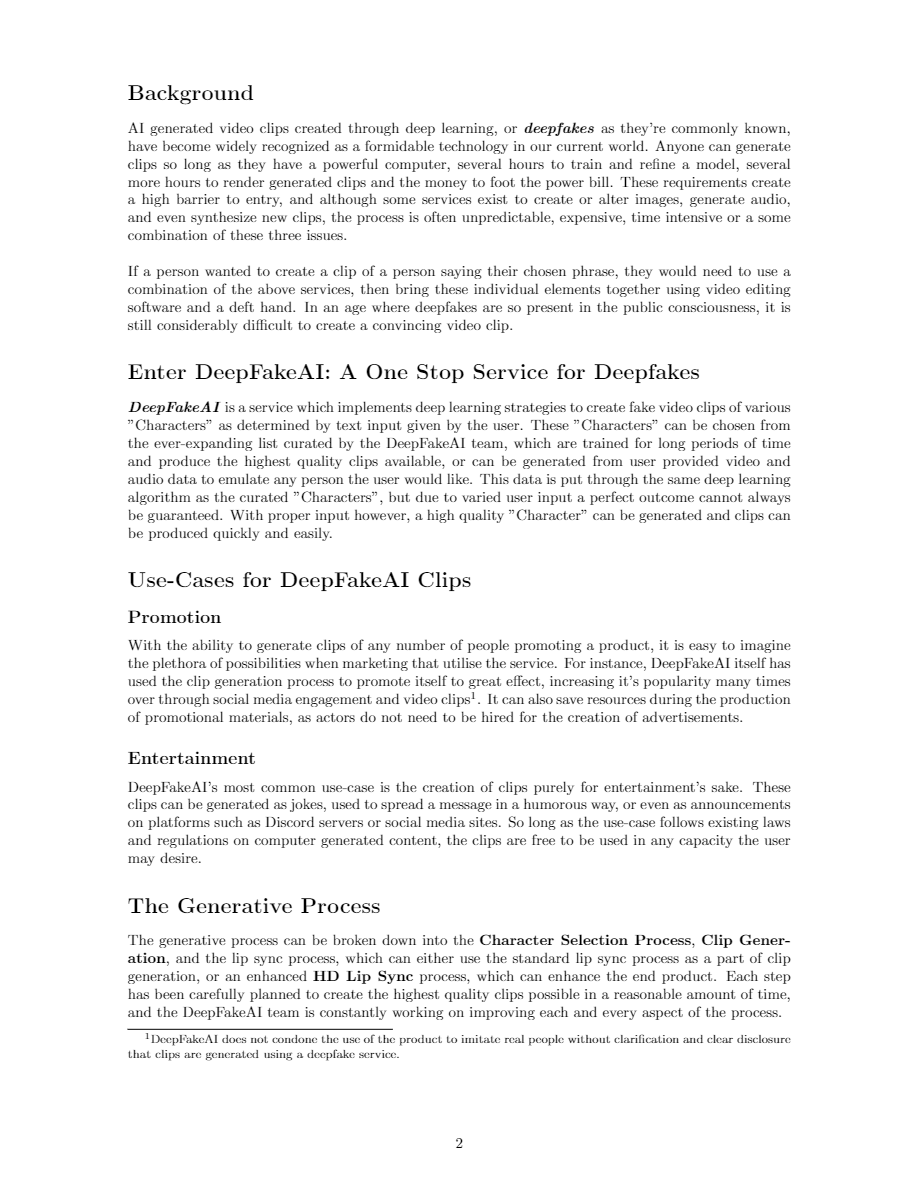 Background
AI generated video clips created through deep learning, or deepfakes as they're commonly known,
have become widely recognized as a formidable technology in our current world. Anyone can generate
clips so long as they have a powerful computer, several hours to train and refine a model, several
more hours to render generated clips and the money to foot the power bill. These requirements create
a high barrier to entry, and although some services exist to create or alter images, generate audio,
and even synthesize new clips, the process is often unpredictable, expensive, time intensive or a some
combination of these three issues.
If a person wanted to create a clip of a person saying their chosen phrase, they would need to use a
combination of the above services, then bring these individual elements together using video editing
software and a deft hand. In an age where deepfakes are so present in the public consciousness, it is
still considerably difficult to create a convincing video clip.
Enter DeepFakeAI: A One Stop Service for Deepfakes
DeepFakeAI is a service which implements deep learning strategies to create fake video clips of various
”Characters” as determined by text input given by the user. These ”Characters” can be chosen from
the ever-expanding list curated by the DeepFakeAI team, which are trained for long periods of time
and produce the highest quality clips available, or can be generated from user provided video and
audio data to emulate any person the user would like. This data is put through the same deep learning
algorithm as the curated ”Characters”, but due to varied user input a perfect outcome cannot always
be guaranteed. With proper input however, a high quality ”Character” can be generated and clips can
be produced quickly and easily.
Use-Cases for DeepFakeAI Clips
Promotion
With the ability to generate clips of any number of people promoting a product, it is easy to imagine
the plethora of possibilities when marketing that utilise the service. For instance, DeepFakeAI itself has
used the clip generation process to promote itself to great effect, increasing it's popularity many times
over through social media engagement and video clips¹. It can also save resources during the production
of promotional materials, as actors do not need to be hired for the creation of advertisements.
Entertainment
DeepFakeAI's most common use-case is the creation of clips purely for entertainment's sake. These
clips can be generated as jokes, used to spread a message in a humorous way, or even as announcements
on platforms such as Discord servers or social media sites. So long as the use-case follows existing laws
and regulations on computer generated content, the clips are free to be used in any capacity the user
may desire.
The Generative Process
The generative process can be broken down into the Character Selection Process, Clip Gener-
ation, and the lip sync process, which can either use the standard lip sync process as a part of clip
generation, or an enhanced HD Lip Sync process, which can enhance the end product. Each step
has been carefully planned to create the highest quality clips possible in a reasonable amount of time,
and the DeepFakeAI team is constantly working on improving each and every aspect of the process.
¹DeepFakeAI does not condone the use of the product to imitate real people without clarification and clear disclosure
that clips are generated using a deepfake service.
2